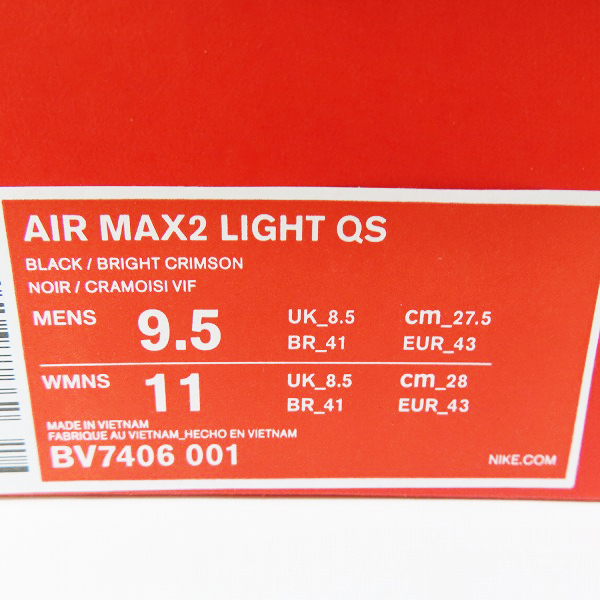 AIR MAX2 LIGHT QS
BLACK / BRIGHT CRIMSON
NOIR / CRAMOISI VIF
MENS 9.5 UK_8.5 cm_27.5
BR_41 EUR_43
WMNS 11 UK_8.5 cm_28
BR_41 EUR_43
MADE IN VIETNAM
FABRIQUE AU VIETNAM_HECHO EN VIETNAM
BV7406 001 NIKE.COM